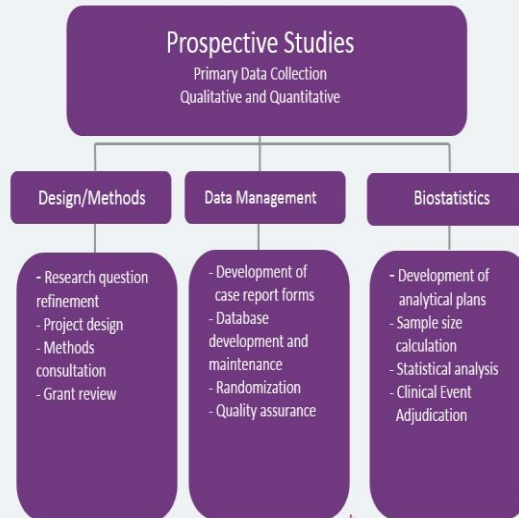 Prospective Studies
Primary Data Collection
Qualitative and Quantitative
Design/Methods
Data Management
Biostatistics
- Research question
refinement
- Project design
- Methods
consultation
- Grant review
- Development of
case report forms
- Database
development and
maintenance
- Randomization
- Quality assurance
- Development of
analytical plans
- Sample size
calculation
- Statistical analysis
- Clinical Event
Adjudication